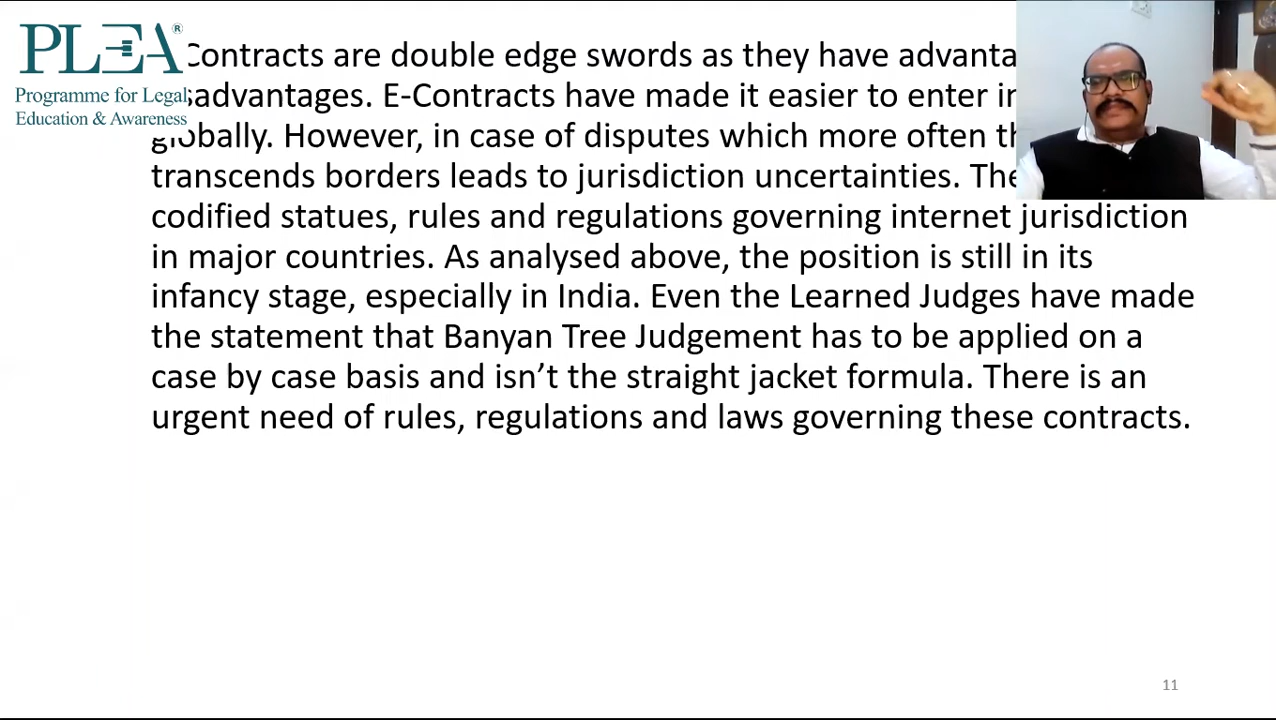 PLEA®
Programme for Legal
Education & Awareness
Contracts are double edge swords as they have
E-Contracts have made it easier to enter
globally. However, in case of disputes which more often
transcends borders leads to jurisdiction uncertainties.
codified statues, rules and regulations governing internet jurisdiction
in major countries. As analysed above, the position is still in its
infancy stage, especially in India. Even the Learned Judges have made
the statement that Banyan Tree Judgement has to be applied on a
case by case basis and isn’t the straight jacket formula. There is an
urgent need of rules, regulations and laws governing these contracts.
11